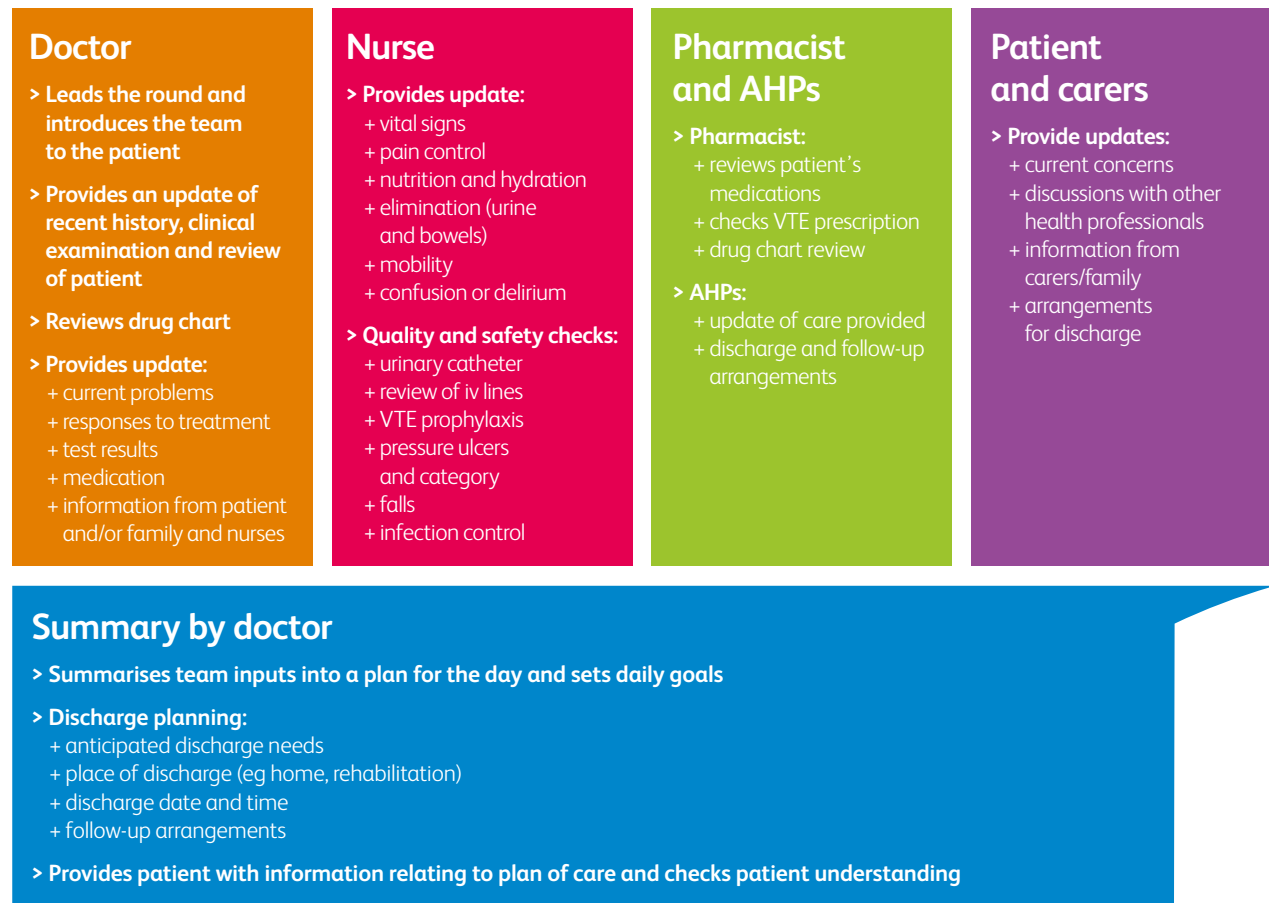 Doctor
> Leads the round and
introduces the team
to the patient
> Provides an update of
recent history, clinical
examination and review
of patient
> Reviews drug chart
> Provides update:
+ current problems
+ responses to treatment
+ test results
+ medication
+ information from patient
and/or family and nurses
Nurse
> Provides update:
+ vital signs
+ pain control
+ nutrition and hydration
+ elimination (urine
and bowels)
+ mobility
+ confusion or delirium
> Quality and safety checks:
+ urinary catheter
+ review of iv lines
+ VTE prophylaxis
+ pressure ulcers
and category
+ falls
+ infection control
Pharmacist
and AHPs
> Pharmacist:
+ reviews patient's
medications
+ checks VTE prescription
+ drug chart review
> AHPs:
+ update of care provided
+ discharge and follow-up
arrangements
Patient
and carers
> Provide updates:
+ current concerns
+ discussions with other
health professionals
+ information from
carers/family
+ arrangements
for discharge
Summary by doctor
> Summarises team inputs into a plan for the day and sets daily goals
> Discharge planning:
+ anticipated discharge needs
+ place of discharge (eg home, rehabilitation)
+ discharge date and time
+ follow-up arrangements
> Provides patient with information relating to plan of care and checks patient understanding